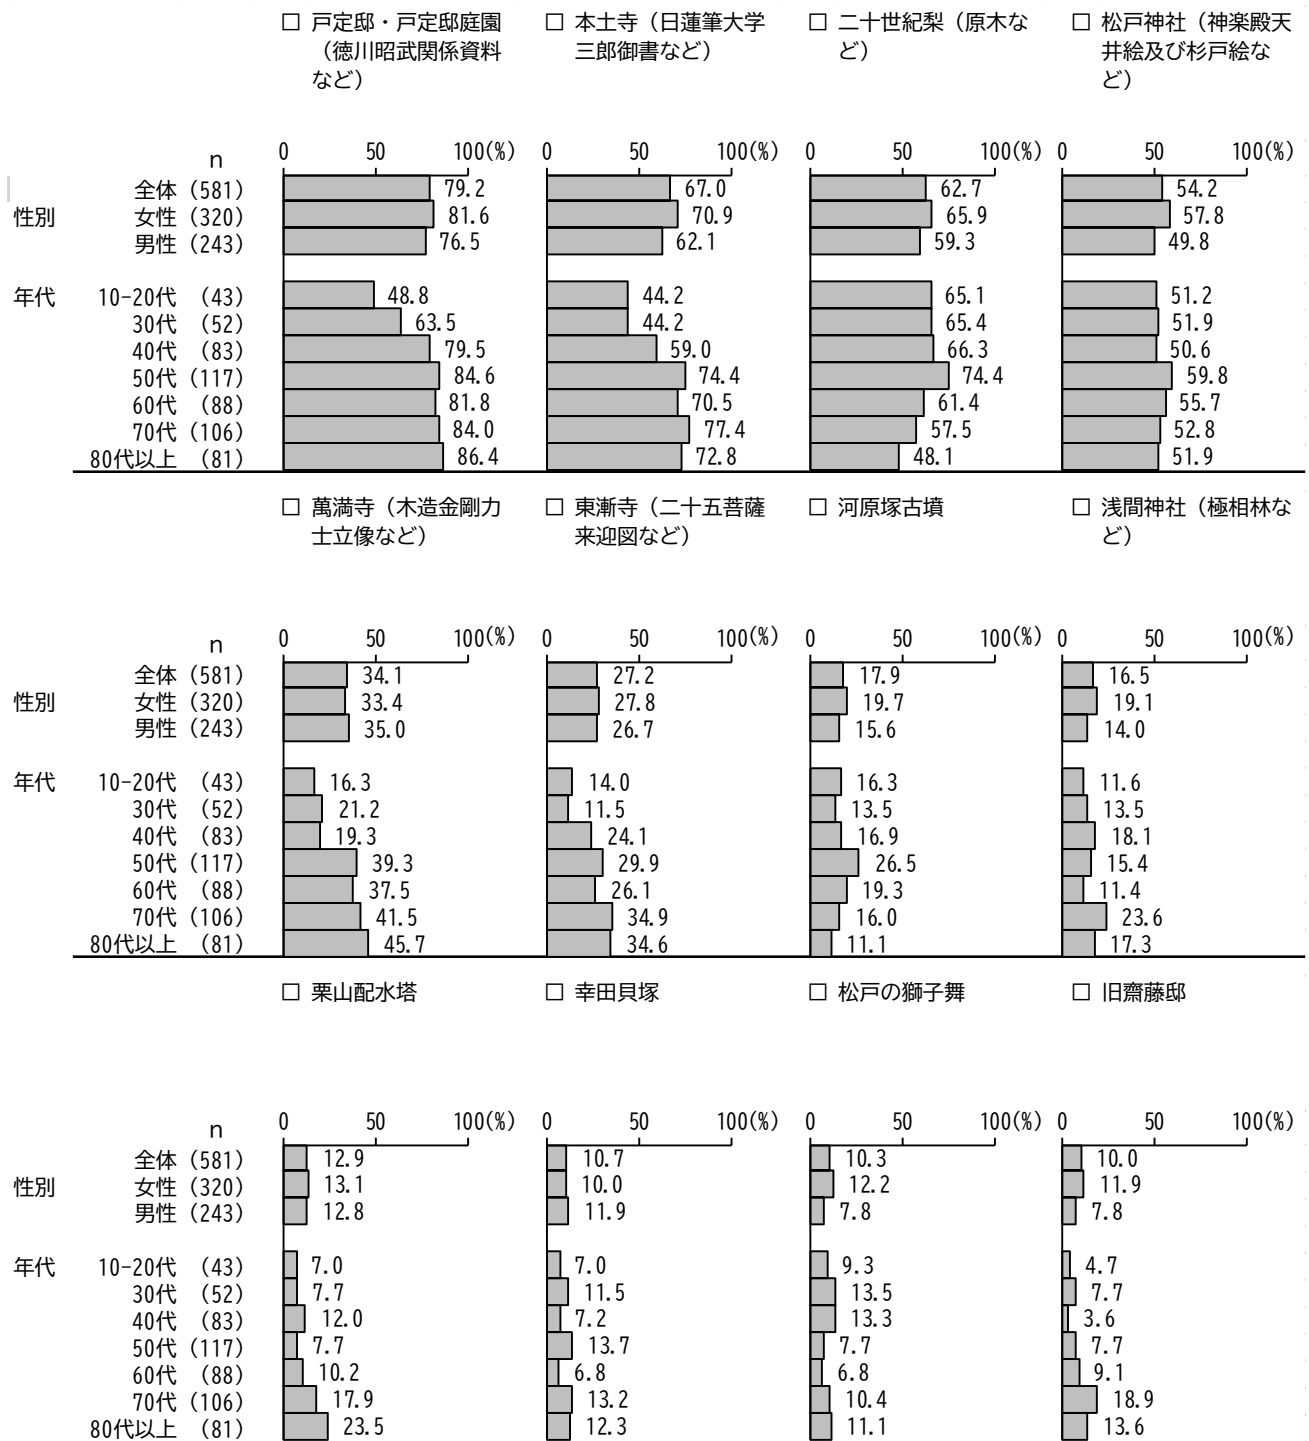 □ 戸定邸・戸定邸庭園（徳川昭武関係資料など）
□ 本土寺（日蓮筆大学三郎御書など）
□ 二十世紀梨（原木など）
□ 松戸神社（神楽殿天井絵及び杉戸絵など）
n 0 50 100(%) 0 50 100(%) 0 50 100(%) 0 50 100(%)
全体 (581) 79.2 67.0 62.7 54.2
性別 女性 (320) 81.6 70.9 65.9 57.8
男性 (243) 76.5 62.1 59.3 49.8
年代 10-20代 (43) 48.8 44.2 65.1 51.2
30代 (52) 63.5 44.2 65.4 51.9
40代 (83) 79.5 59.0 66.3 50.6
50代 (117) 84.6 74.4 74.4 59.8
60代 (88) 81.8 70.5 61.4 55.7
70代 (106) 84.0 77.4 57.5 52.8
80代以上 (81) 86.4 72.8 48.1 51.9
□ 萬満寺（木造金剛力士立像など）
□ 東漸寺（二十五菩薩来迎図など）
□ 河原塚古墳
□ 浅間神社（極相林など）
n 0 50 100(%) 0 50 100(%) 0 50 100(%) 0 50 100(%)
全体 (581) 34.1 27.2 17.9 16.5
性別 女性 (320) 33.4 27.8 19.7 19.1
男性 (243) 35.0 26.7 15.6 14.0
年代 10-20代 (43) 16.3 14.0 16.3 11.6
30代 (52) 21.2 11.5 13.5 13.5
40代 (83) 19.3 24.1 16.9 18.1
50代 (117) 39.3 29.9 26.5 15.4
60代 (88) 37.5 26.1 19.3 11.4
70代 (106) 41.5 34.9 16.0 23.6
80代以上 (81) 45.7 34.6 11.1 17.3
□ 栗山配水塔
□ 幸田貝塚
□ 松戸の獅子舞
□ 旧齋藤邸
n 0 50 100(%) 0 50 100(%) 0 50 100(%) 0 50 100(%)
全体 (581) 12.9 10.7 10.3 10.0
性別 女性 (320) 13.1 10.0 12.2 11.9
男性 (243) 12.8 11.9 7.8 7.8
年代 10-20代 (43) 7.0 7.0 9.3 4.7
30代 (52) 7.7 11.5 13.5 7.7
40代 (83) 12.0 7.2 13.3 3.6
50代 (117) 7.7 13.7 7.7 7.7
60代 (88) 10.2 6.8 6.8 9.1
70代 (106) 17.9 13.2 10.4 18.9
80代以上 (81) 23.5 12.3 11.1 13.6